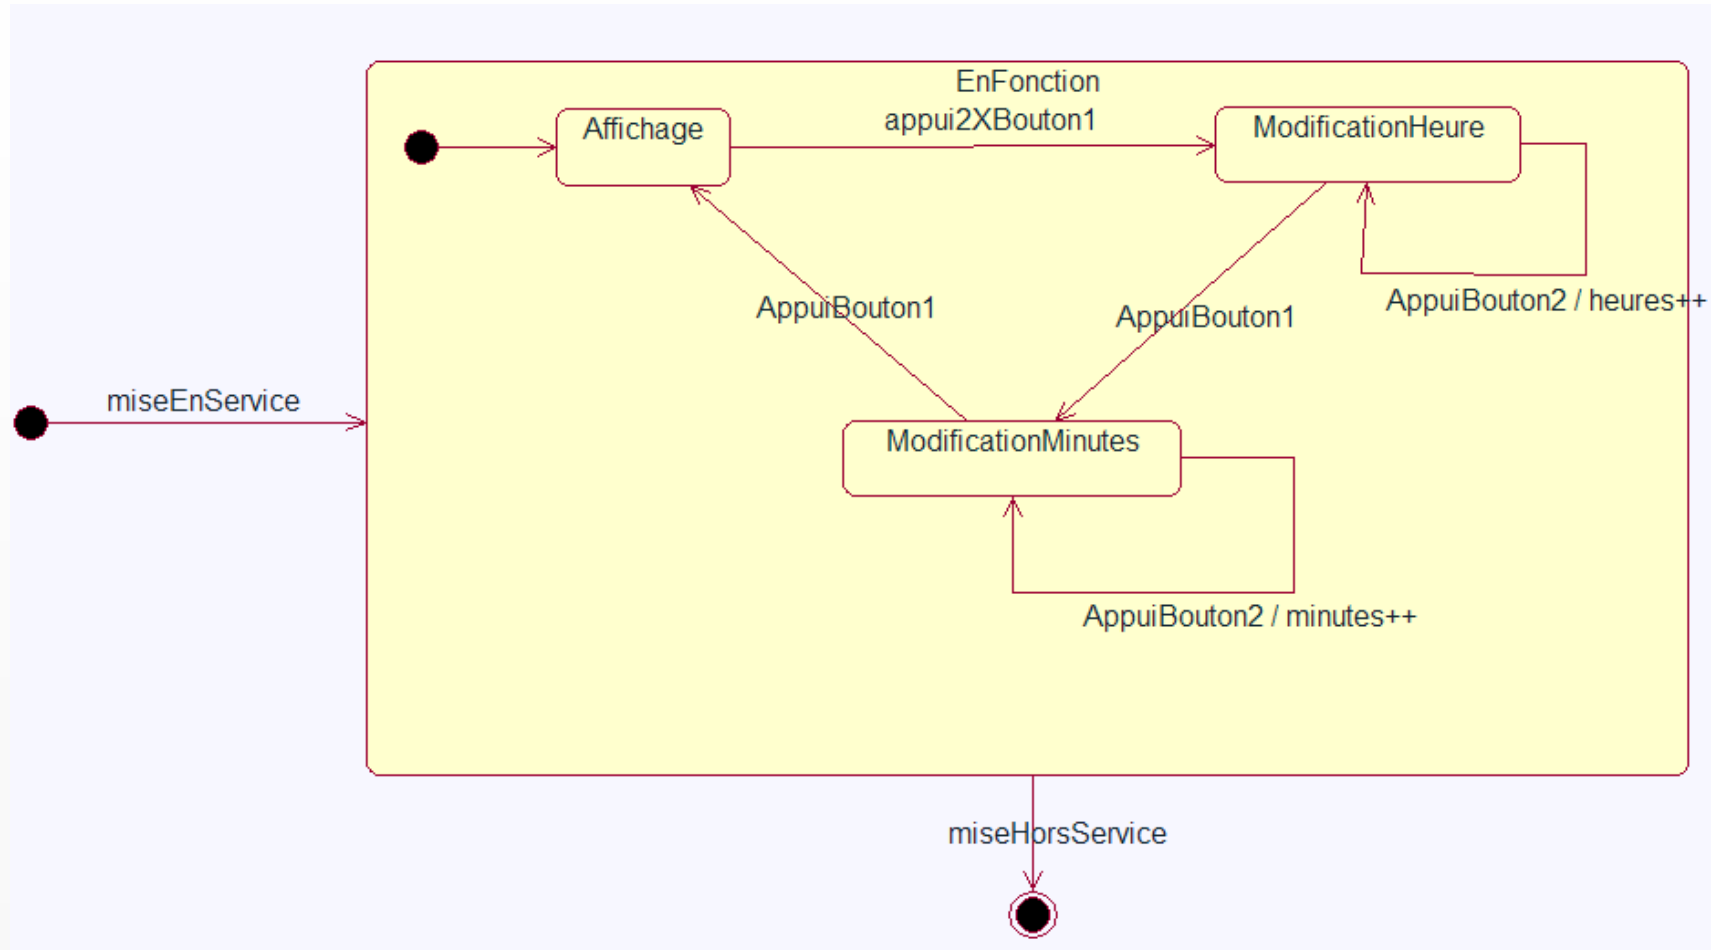 EnFonction
appui2XBouton1
Affichage
ModificationHeure
AppuiBouton1
AppuiBouton1
AppuiBouton2 / heures++
miseEnService
ModificationMinutes
AppuiBouton2 / minutes++
miseHorsService